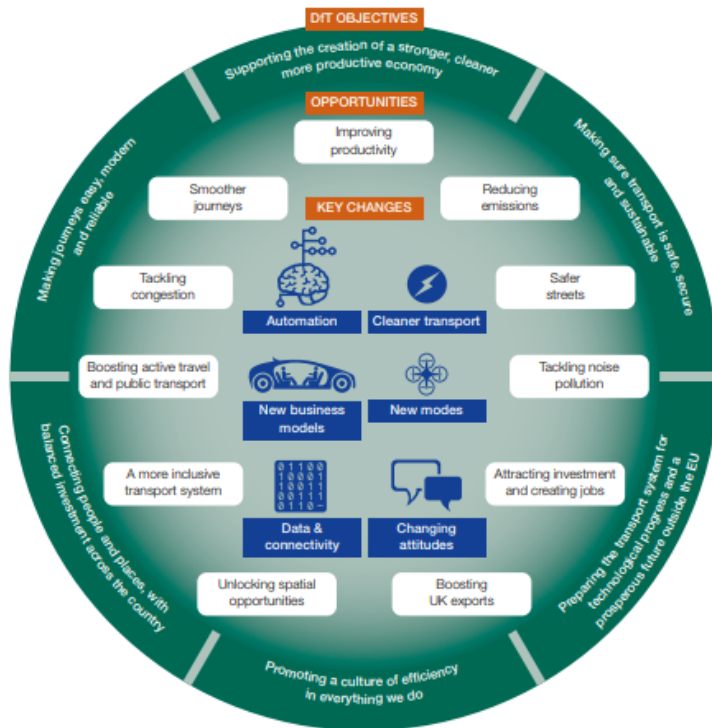 DfT OBJECTIVES
Supporting the creation of a stronger, cleaner
more productive economy
Making sure transport is safe, secure
and sustainable
Preparing the transport system for
technological progress and a
prosperous future outside the EU
Promoting a culture of efficiency
in everything we do
Connecting people and places, with
balanced investment across the country
Making journeys easy, modern
and reliable
OPPORTUNITIES
Improving
productivity
Smoother
journeys
Reducing
emissions
Tackling
congestion
Safer
streets
Boosting active travel
and public transport
Tackling noise
pollution
A more inclusive
transport system
Attracting investment
and creating jobs
Unlocking spatial
opportunities
Boosting
UK exports
KEY CHANGES
Automation
Cleaner transport
New business
models
New modes
01100
10001
10100
10011
0110–
Data &
connectivity
Changing
attitudes